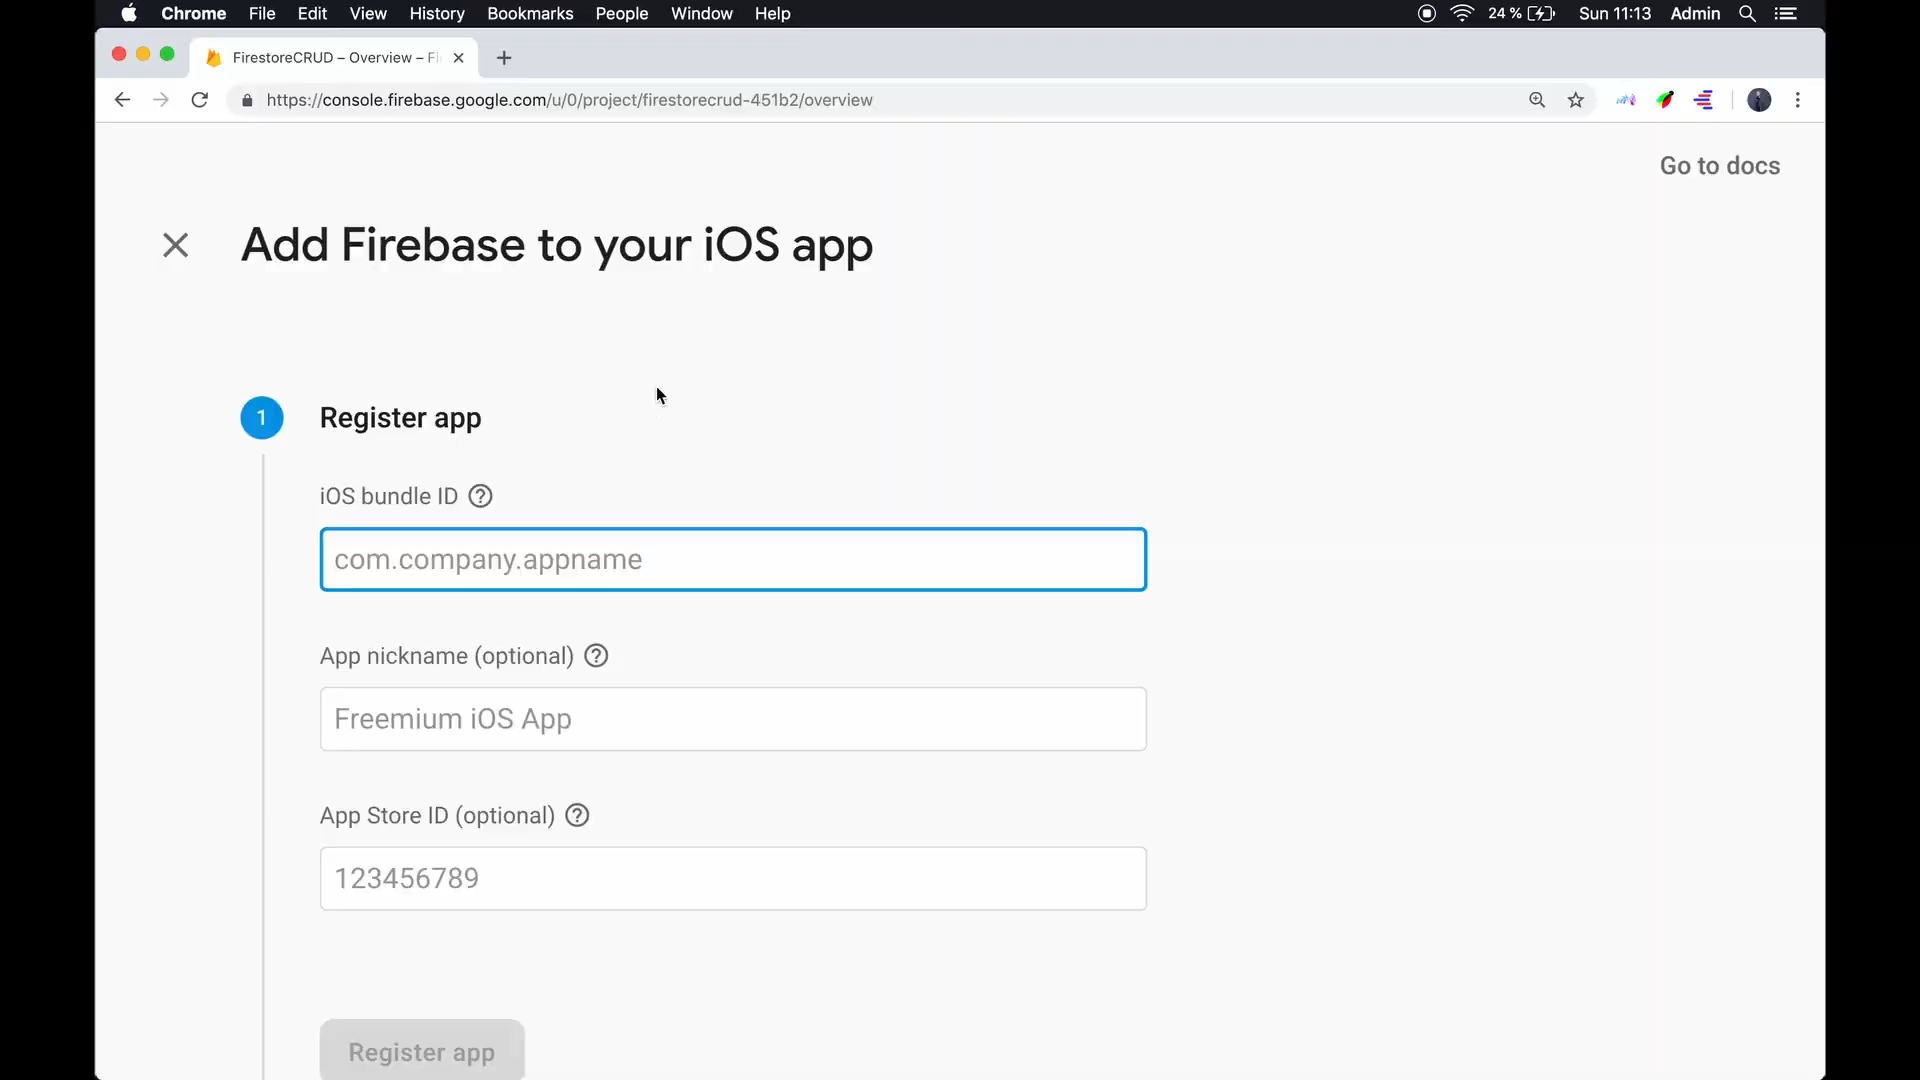 Chrome File Edit View History Bookmarks People Window Help 24 % Sun 11:13 Admin
FirestoreCRUD – Overview – Fi
https://console.firebase.google.com/u/0/project/firestorecrud-451b2/overview
Go to docs
Add Firebase to your iOS app
1 Register app
iOS bundle ID ?
com.company.appname
App nickname (optional) ?
Freemium iOS App
App Store ID (optional) ?
123456789
Register app